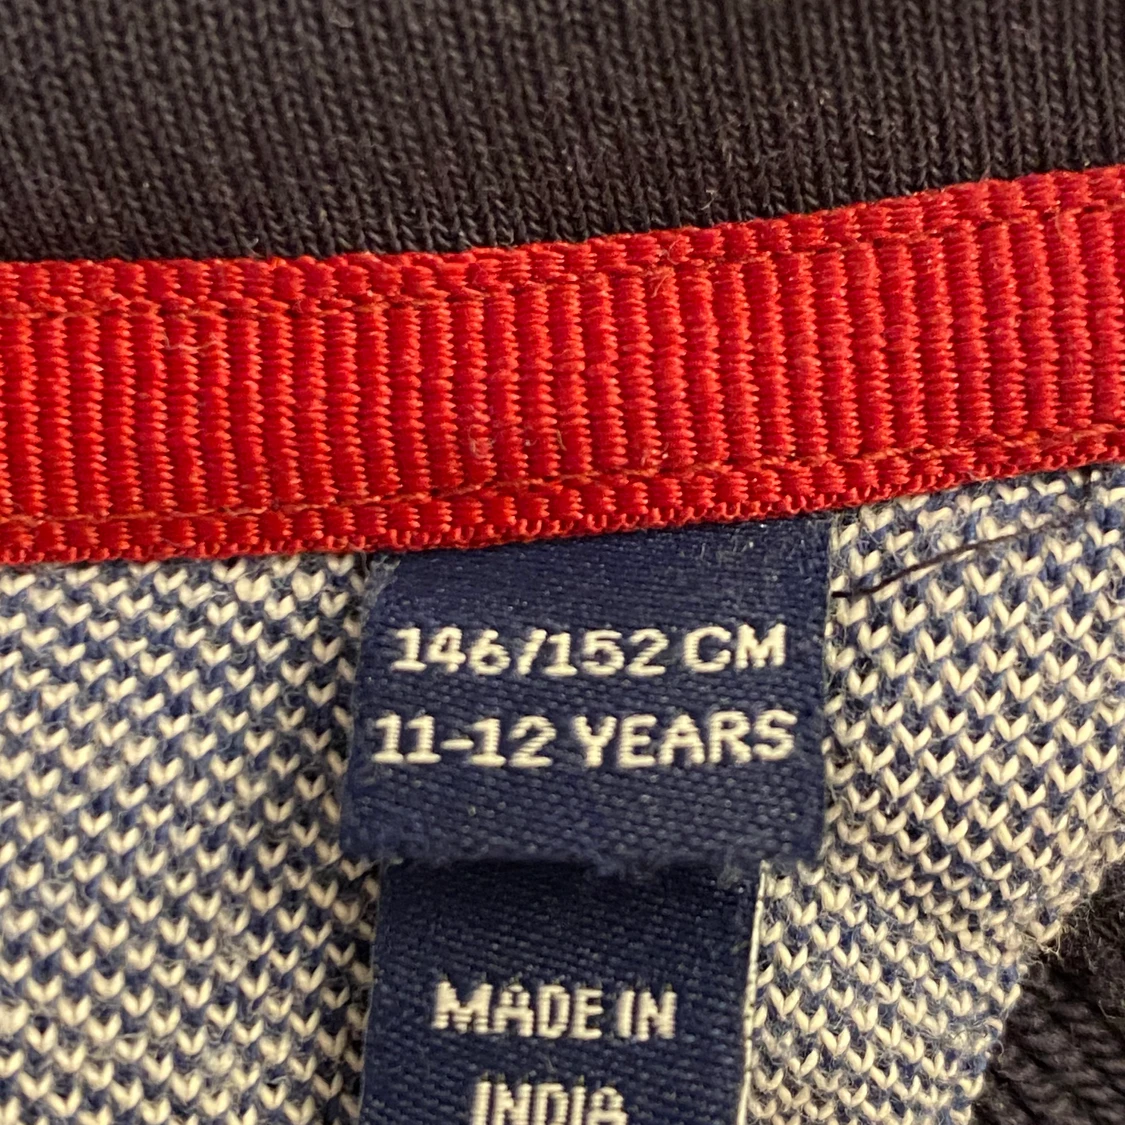 146/152 CM
11-12 YEARS
MADE IN
INDIA